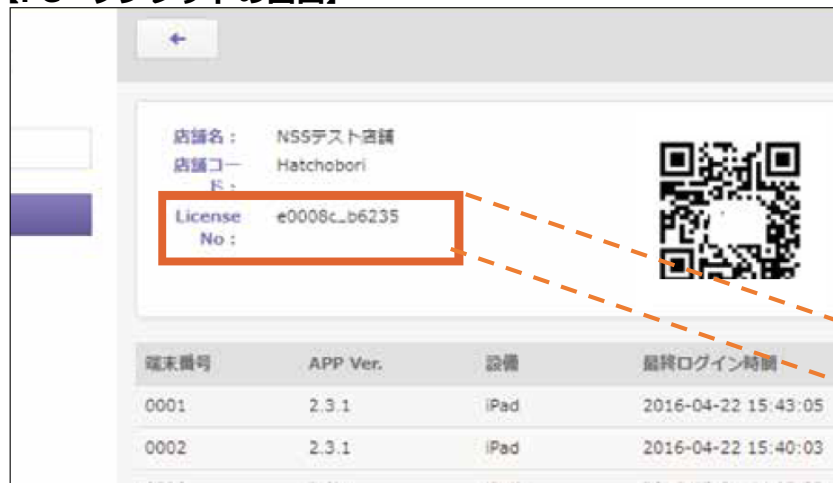 店舗名： NSSテスト店舗
店舗コー Hatchobori
ド：
License e0008c_b6235
No：
端末番号 APP Ver. 設備 最終ログイン時間
0001 2.3.1 iPad 2016-04-22 15:43:05
0002 2.3.1 iPad 2016-04-22 15:40:03